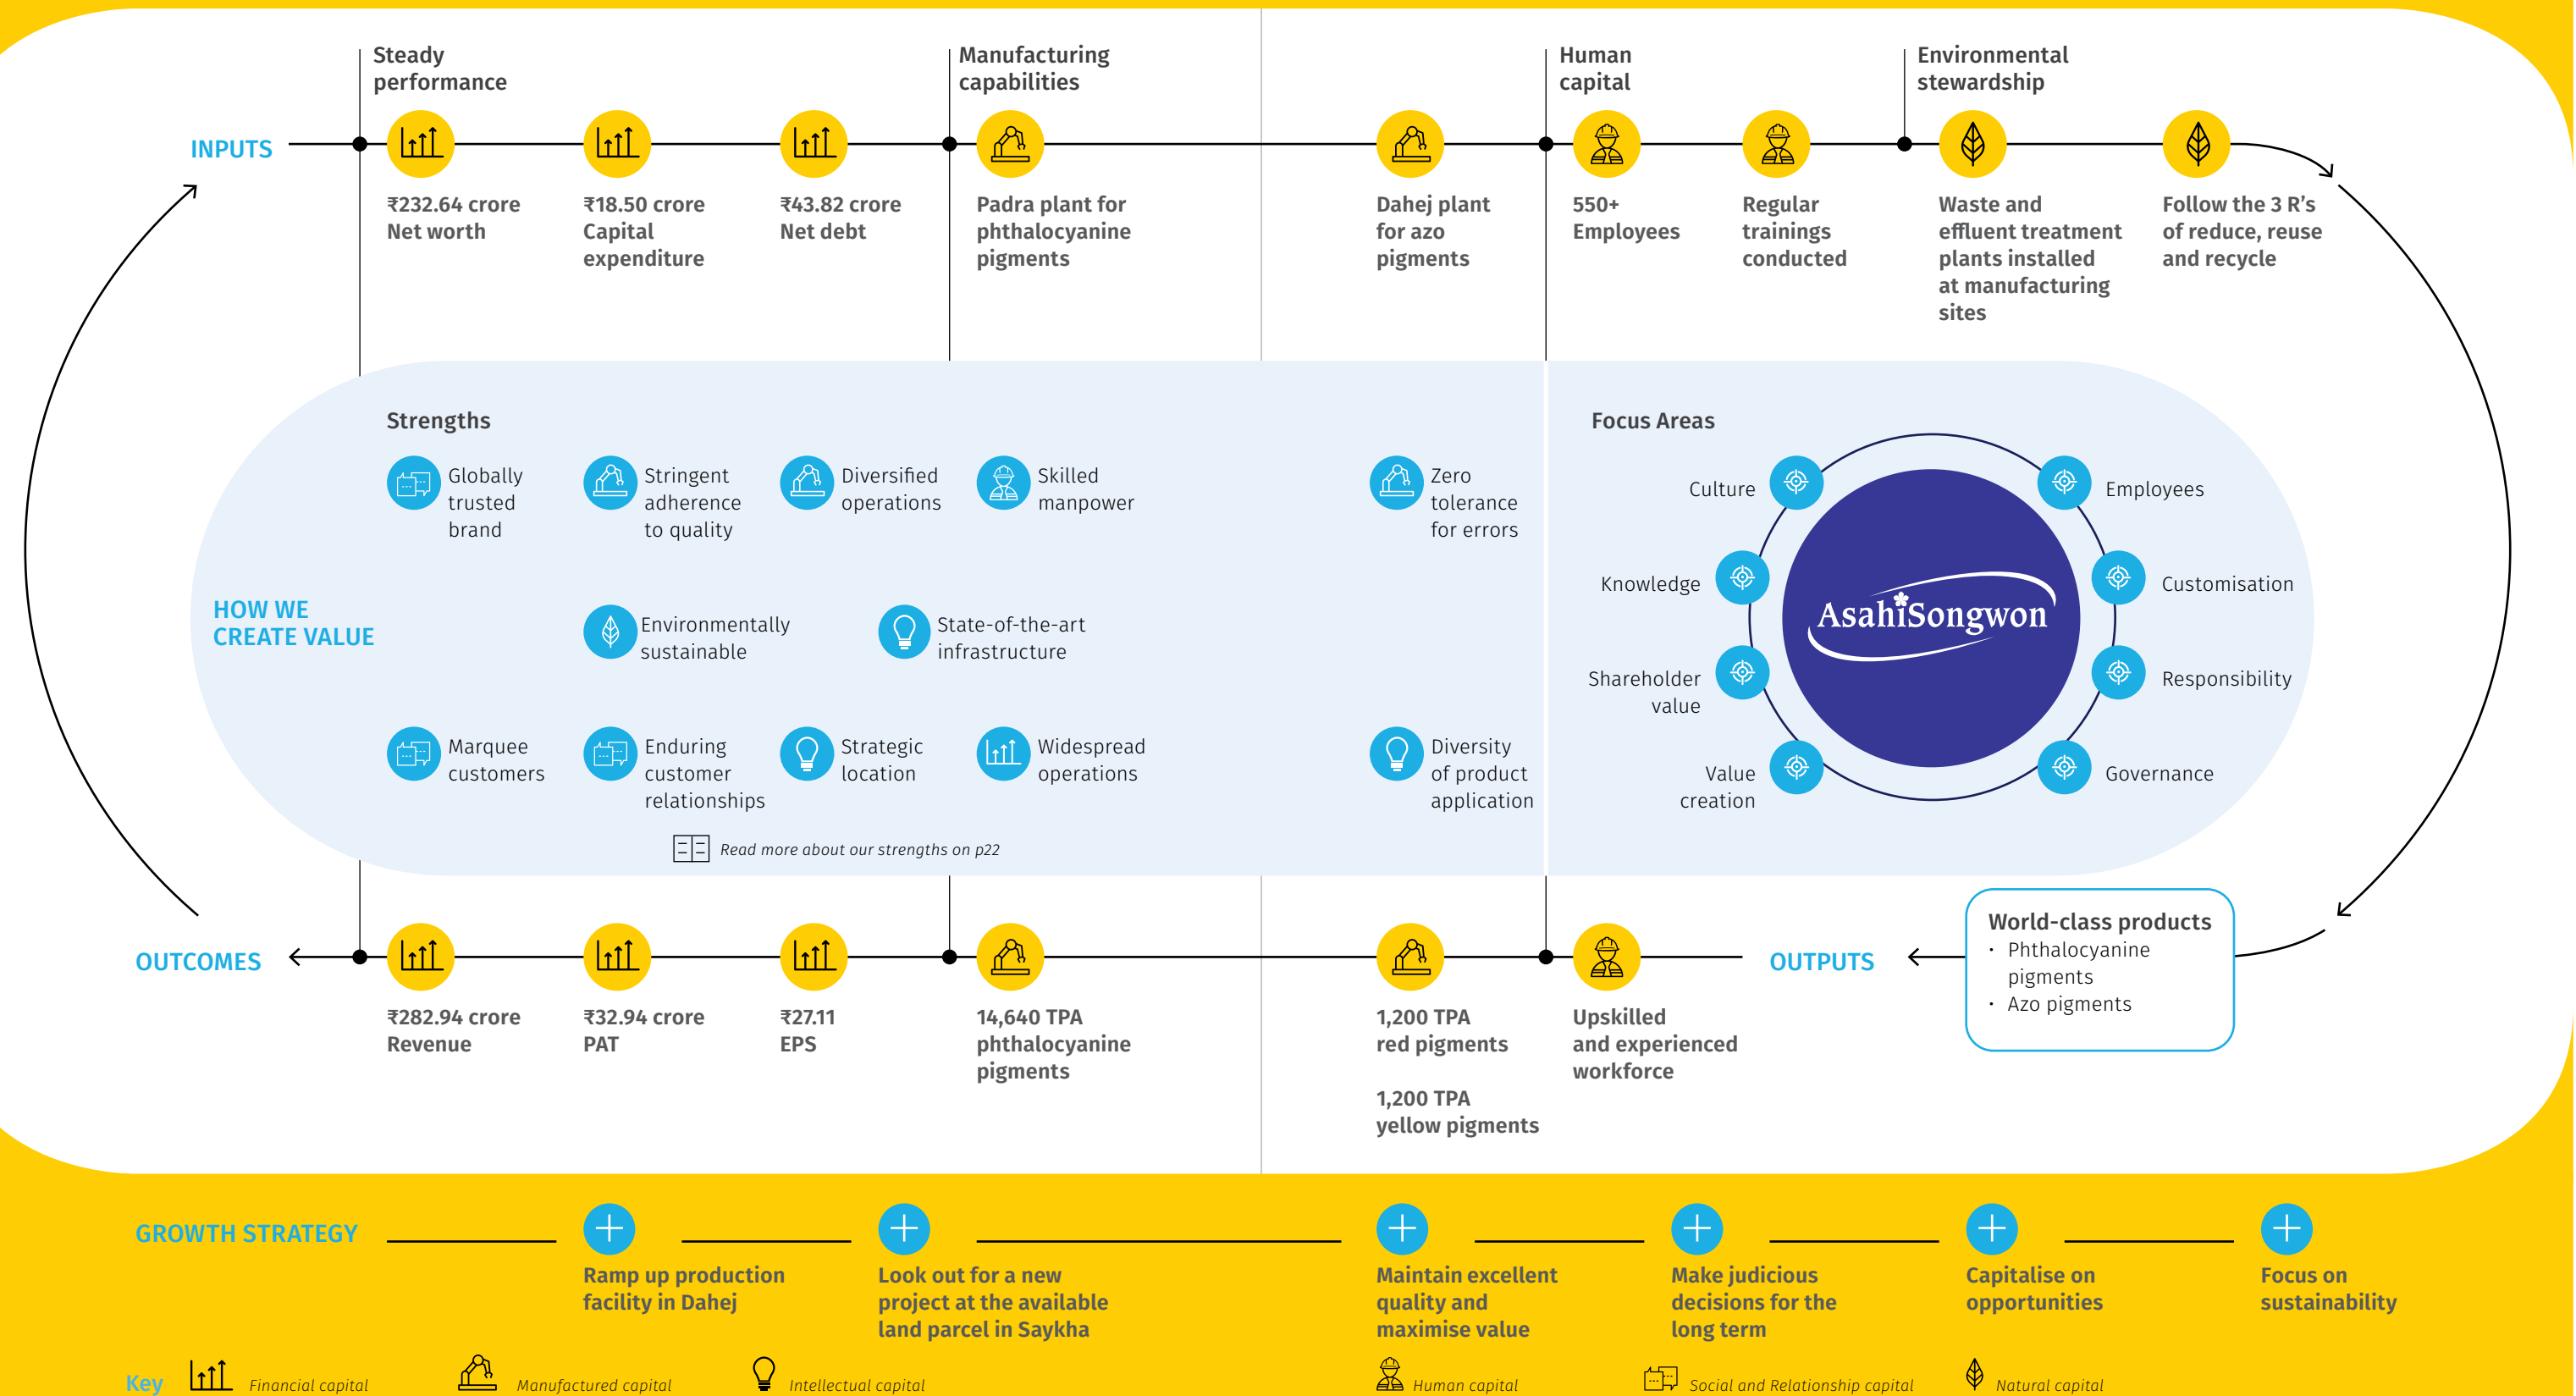 Steady
performance
Manufacturing
capabilities
Human
capital
Environmental
stewardship
INPUTS
₹232.64 crore
Net worth
₹18.50 crore
Capital
expenditure
₹43.82 crore
Net debt
Padra plant for
phthalocyanine
pigments
Dahej plant
for azo
pigments
550+
Employees
Regular
trainings
conducted
Waste and
effluent treatment
plants installed
at manufacturing
sites
Follow the 3 R’s
of reduce, reuse
and recycle
HOW WE
CREATE VALUE
Strengths
Globally
trusted
brand
Stringent
adherence
to quality
Diversified
operations
Skilled
manpower
Zero
tolerance
for errors
Environmentally
sustainable
State-of-the-art
infrastructure
Marquee
customers
Enduring
customer
relationships
Strategic
location
Widespread
operations
Diversity
of product
application
Read more about our strengths on p22
Focus Areas
Culture
Knowledge
Shareholder
value
Value
creation
AsahiSongwon
Employees
Customisation
Responsibility
Governance
OUTCOMES
₹282.94 crore
Revenue
₹32.94 crore
PAT
₹27.11
EPS
14,640 TPA
phthalocyanine
pigments
1,200 TPA
red pigments
1,200 TPA
yellow pigments
Upskilled
and experienced
workforce
OUTPUTS
World-class products
• Phthalocyanine
pigments
• Azo pigments
GROWTH STRATEGY
Ramp up production
facility in Dahej
Look out for a new
project at the available
land parcel in Saykha
Maintain excellent
quality and
maximise value
Make judicious
decisions for the
long term
Capitalise on
opportunities
Focus on
sustainability
Key
Financial capital
Manufactured capital
Intellectual capital
Human capital
Social and Relationship capital
Natural capital